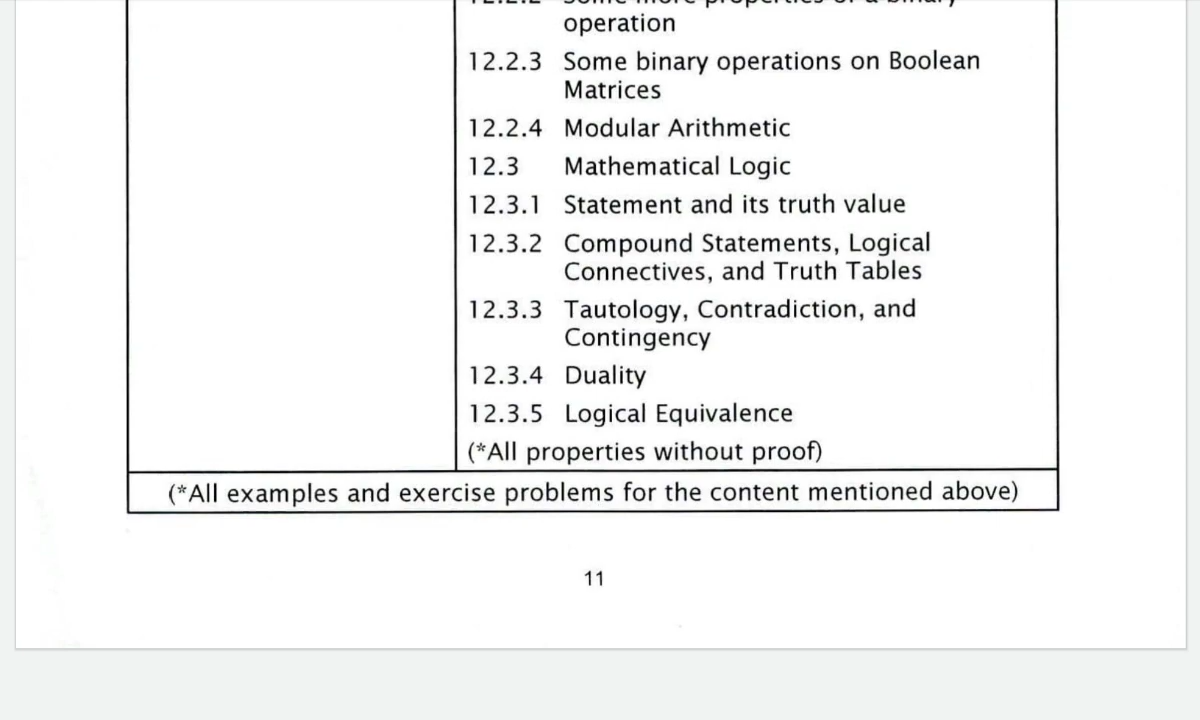 operation
12.2.3 Some binary operations on Boolean
Matrices
12.2.4 Modular Arithmetic
12.3 Mathematical Logic
12.3.1 Statement and its truth value
12.3.2 Compound Statements, Logical
Connectives, and Truth Tables
12.3.3 Tautology, Contradiction, and
Contingency
12.3.4 Duality
12.3.5 Logical Equivalence
(*All properties without proof)
(*All examples and exercise problems for the content mentioned above)
11